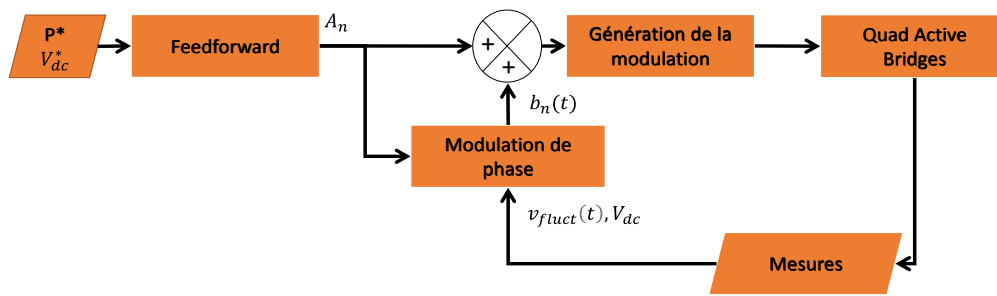 P*
V*dc
Feedforward
An
+
+
Génération de la
modulation
Quad Active
Bridges
bn(t)
Modulation de
phase
vfluct(t), Vdc
Mesures